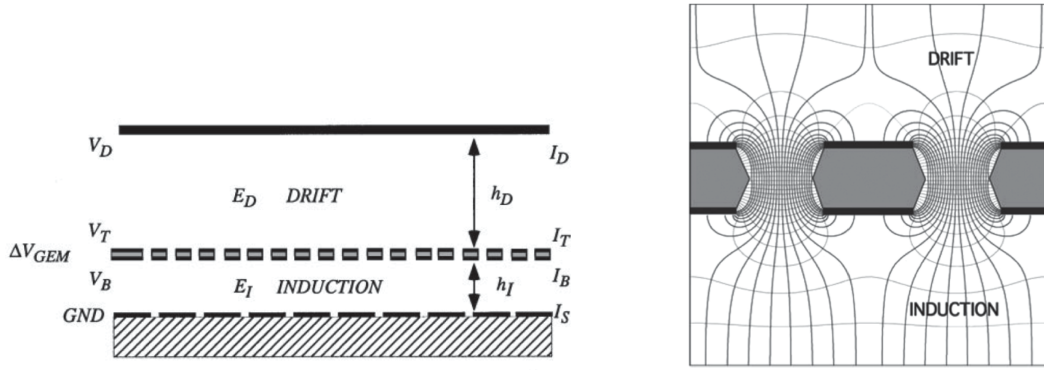 V_D
I_D
E_D DRIFT
h_D
V_T
I_T
ΔV_GEM
V_B
I_B
E_I INDUCTION
h_I
GND
I_S
DRIFT
INDUCTION